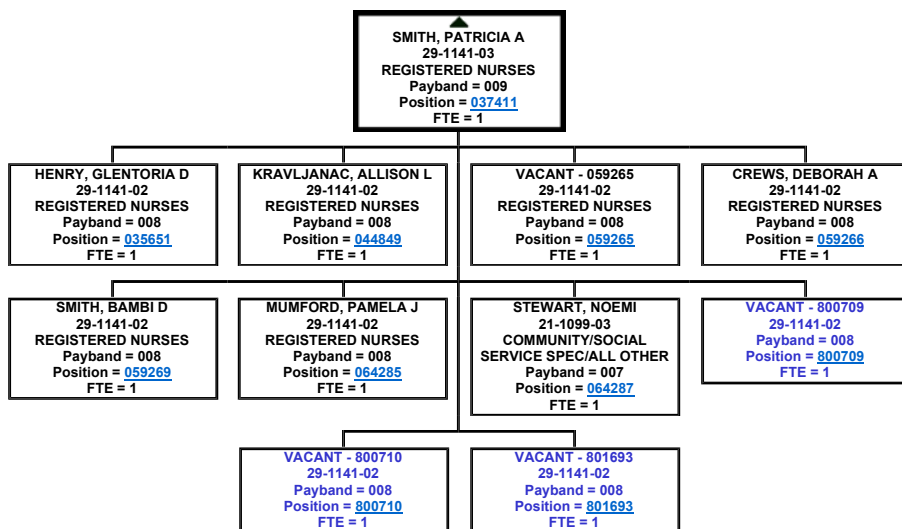 SMITH, PATRICIA A
29-1141-03
REGISTERED NURSES
Payband = 009
Position = 037411
FTE = 1
HENRY, GLENTORIA D
29-1141-02
REGISTERED NURSES
Payband = 008
Position = 035651
FTE = 1
KRAVLJANAC, ALLISON L
29-1141-02
REGISTERED NURSES
Payband = 008
Position = 044849
FTE = 1
VACANT - 059265
29-1141-02
REGISTERED NURSES
Payband = 008
Position = 059265
FTE = 1
CREWS, DEBORAH A
29-1141-02
REGISTERED NURSES
Payband = 008
Position = 059266
FTE = 1
SMITH, BAMBI D
29-1141-02
REGISTERED NURSES
Payband = 008
Position = 059269
FTE = 1
MUMFORD, PAMELA J
29-1141-02
REGISTERED NURSES
Payband = 008
Position = 064285
FTE = 1
STEWART, NOEMI
21-1099-03
COMMUNITY/SOCIAL
SERVICE SPEC/ALL OTHER
Payband = 007
Position = 064287
FTE = 1
VACANT - 800709
29-1141-02
Payband = 008
Position = 800709
FTE = 1
VACANT - 800710
29-1141-02
Payband = 008
Position = 800710
FTE = 1
VACANT - 801693
29-1141-02
Payband = 008
Position = 801693
FTE = 1